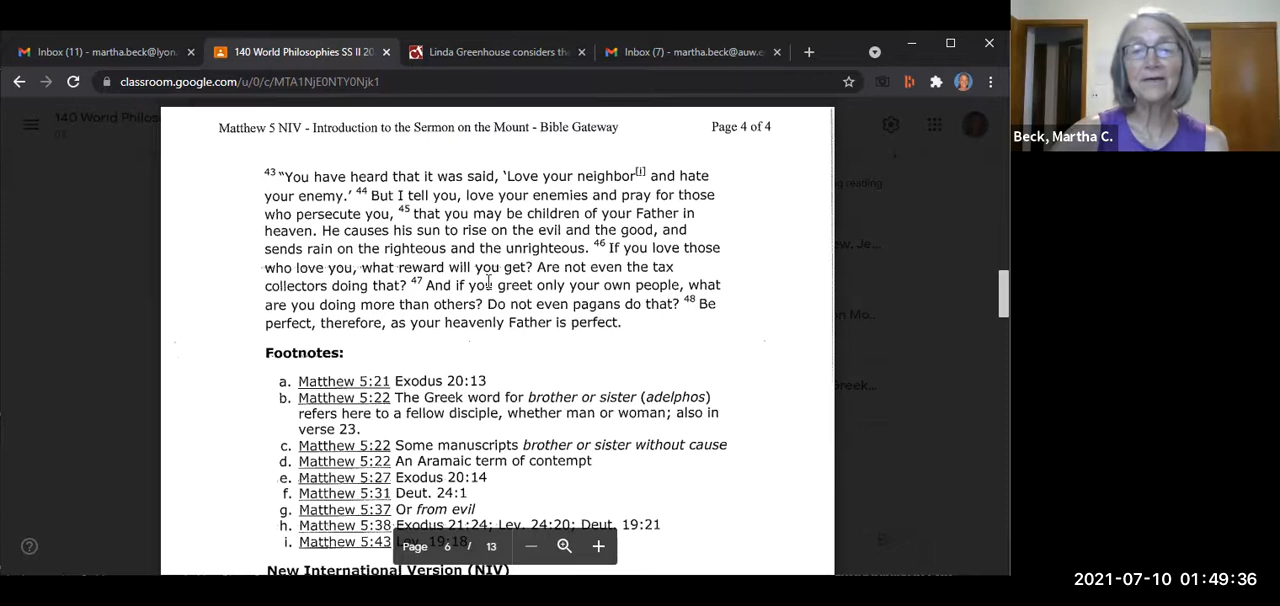 Inbox (11) - martha.beck@lyon.
140 World Philosophies SS II 20
Linda Greenhouse considers the
Inbox (7) - martha.beck@auw.e
classroom.google.com/u/0/c/MTA1NjE0NTY0Njk1
140 World Philosop
Matthew 5 NIV - Introduction to the Sermon on the Mount - Bible Gateway Page 4 of 4
43 "You have heard that it was said, 'Love your neighbor[i] and hate
your enemy.' 44 But I tell you, love your enemies and pray for those
who persecute you, 45 that you may be children of your Father in
heaven. He causes his sun to rise on the evil and the good, and
sends rain on the righteous and the unrighteous. 46 If you love those
who love you, what reward will you get? Are not even the tax
collectors doing that? 47 And if you greet only your own people, what
are you doing more than others? Do not even pagans do that? 48 Be
perfect, therefore, as your heavenly Father is perfect.
Footnotes:
a. Matthew 5:21 Exodus 20:13
b. Matthew 5:22 The Greek word for brother or sister (adelphos)
refers here to a fellow disciple, whether man or woman; also in
verse 23.
c. Matthew 5:22 Some manuscripts brother or sister without cause
d. Matthew 5:22 An Aramaic term of contempt
e. Matthew 5:27 Exodus 20:14
f. Matthew 5:31 Deut. 24:1
g. Matthew 5:37 Or from evil
h. Matthew 5:38 Exodus 21:24; Lev. 24:20; Deut. 19:21
i. Matthew 5:43 Lev. 19:18
Page 6 / 13
New International Version (NIV)
reading
Beck, Martha C.
2021-07-10 01:49:36